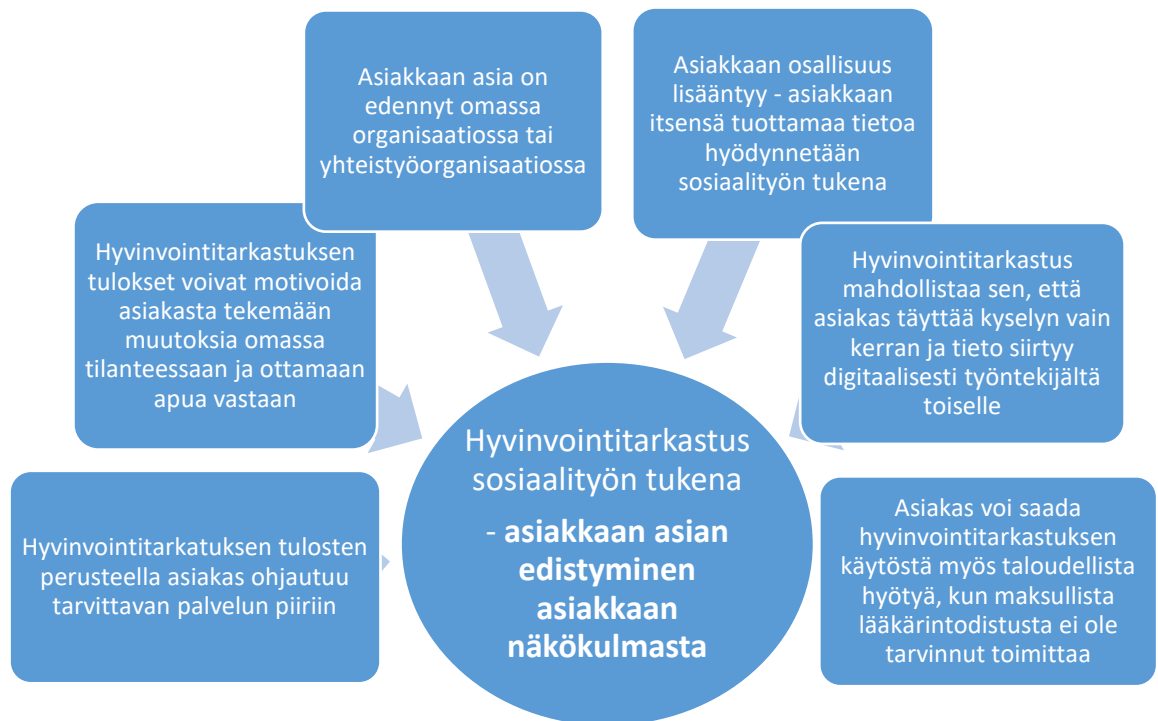 Asiakkaan asia on
edennyt omassa
organisaatiossa tai
yhteistyöorganisaatiossa
Asiakkaan osallisuus
lisääntyy - asiakkaan
itsensä tuottamaa tietoa
hyödynnetään
sosiaalityön tukena
Hyvinvointitarkastuksen
tulokset voivat motivoida
asiakasta tekemään
muutoksia omassa
tilanteessaan ja ottamaan
apua vastaan
Hyvinvointitarkastus
mahdollistaa sen, että
asiakas täyttää kyselyn vain
kerran ja tieto siirtyy
digitaalisesti työntekijältä
toiselle
Hyvinvointitarkatuksen tulosten
perusteella asiakas ohjautuu
tarvittavan palvelun piiriin
Hyvinvointitarkastus
sosiaalityön tukena
- asiakkaan asian
edistyminen
asiakkaan
näkökulmasta
Asiakas voi saada
hyvinvointitarkastuksen
käytöstä myös taloudellista
hyötyä, kun maksullista
lääkärintodistusta ei ole
tarvinnut toimittaa